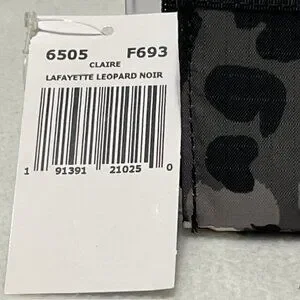 6505 F693
CLAIRE
LAFAYETTE LEOPARD NOIR
1 91391 21025 0